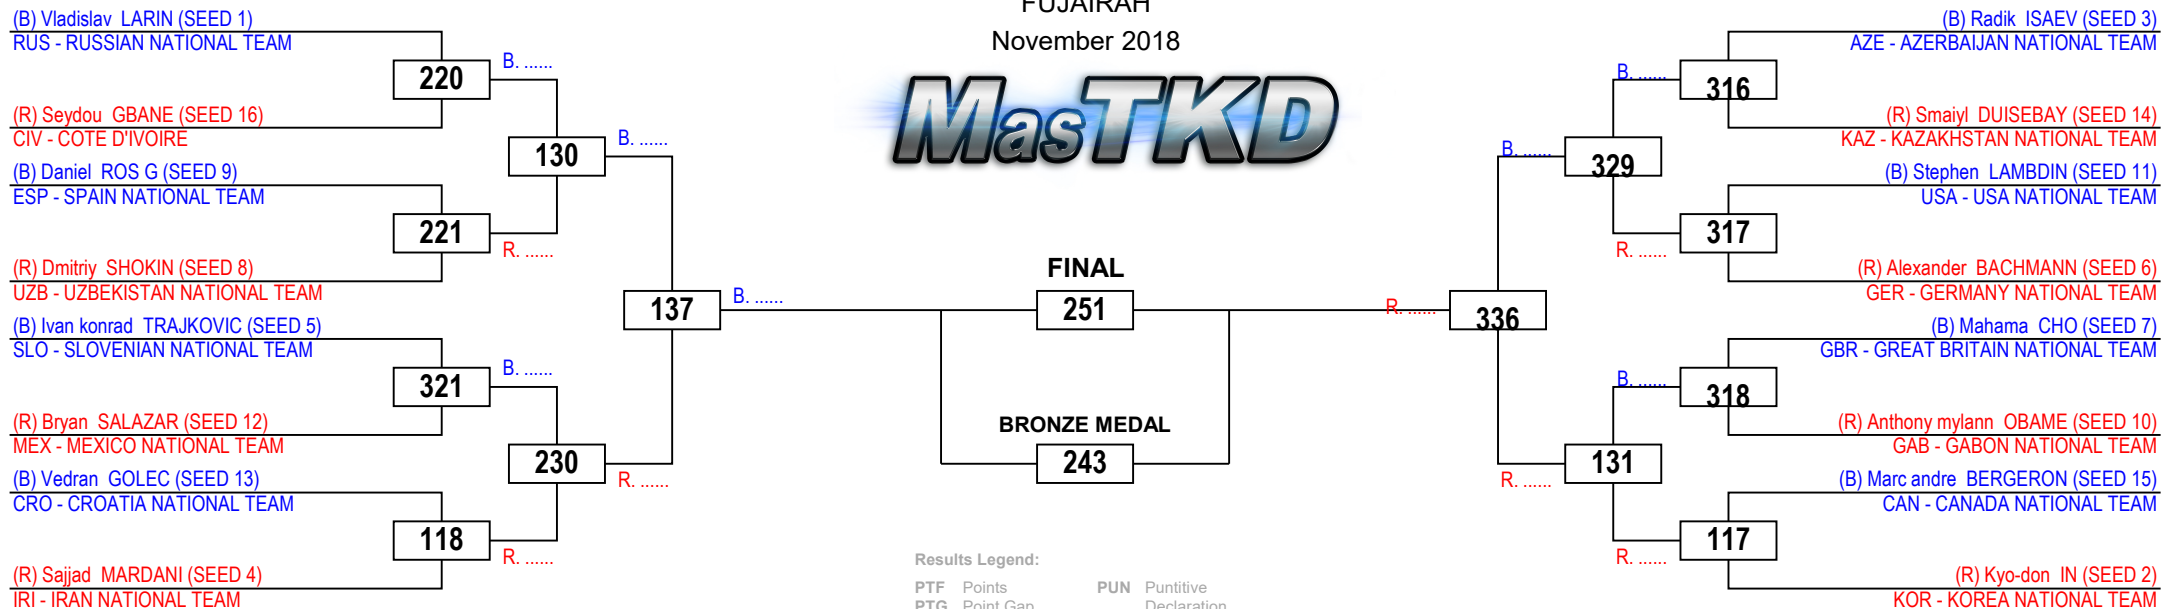 FUJAIRAH
November 2018
MasTKD
(B) Vladislav LARIN (SEED 1)
RUS - RUSSIAN NATIONAL TEAM
220
B. ......
(R) Seydou GBANE (SEED 16)
CIV - COTE D'IVOIRE
130
B. ......
(B) Daniel ROS G (SEED 9)
ESP - SPAIN NATIONAL TEAM
221
R. ......
(R) Dmitriy SHOKIN (SEED 8)
UZB - UZBEKISTAN NATIONAL TEAM
137
B. ......
(B) Ivan konrad TRAJKOVIC (SEED 5)
SLO - SLOVENIAN NATIONAL TEAM
321
B. ......
(R) Bryan SALAZAR (SEED 12)
MEX - MEXICO NATIONAL TEAM
230
R. ......
(B) Vedran GOLEC (SEED 13)
CRO - CROATIA NATIONAL TEAM
118
R. ......
(R) Sajjad MARDANI (SEED 4)
IRI - IRAN NATIONAL TEAM
FINAL
251
BRONZE MEDAL
243
(B) Radik ISAEV (SEED 3)
AZE - AZERBAIJAN NATIONAL TEAM
B. ......
316
(R) Smaiyl DUISEBAY (SEED 14)
KAZ - KAZAKHSTAN NATIONAL TEAM
B. ......
329
(B) Stephen LAMBDIN (SEED 11)
USA - USA NATIONAL TEAM
317
R. ......
(R) Alexander BACHMANN (SEED 6)
GER - GERMANY NATIONAL TEAM
R. ......
336
(B) Mahama CHO (SEED 7)
GBR - GREAT BRITAIN NATIONAL TEAM
B. ......
318
(R) Anthony mylann OBAME (SEED 10)
GAB - GABON NATIONAL TEAM
131
R. ......
(B) Marc andre BERGERON (SEED 15)
CAN - CANADA NATIONAL TEAM
117
R. ......
(R) Kyo-don IN (SEED 2)
KOR - KOREA NATIONAL TEAM
Results Legend:
PTF Points PUN Puntitive
PTG Point Gap Declaration